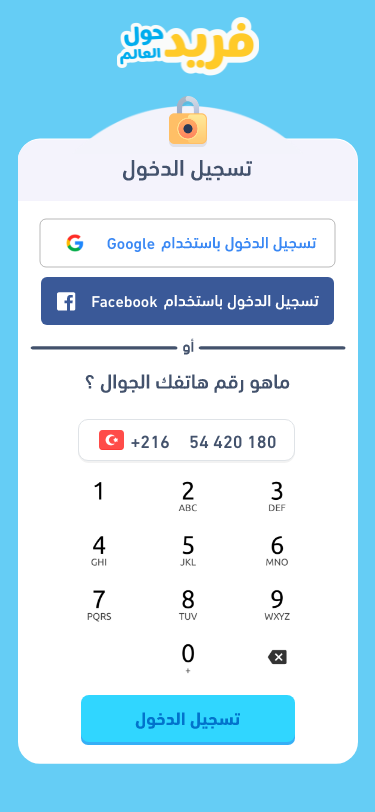 فريد حول
العالم
تسجيل الدخول
تسجيل الدخول باستخدام Google
تسجيل الدخول باستخدام Facebook
أو
ماهو رقم هاتفك الجوال ؟
+216 54 420 180
1 2 3
ABC DEF
4 5 6
GHI JKL MNO
7 8 9
PQRS TUV WXYZ
0
+
تسجيل الدخول